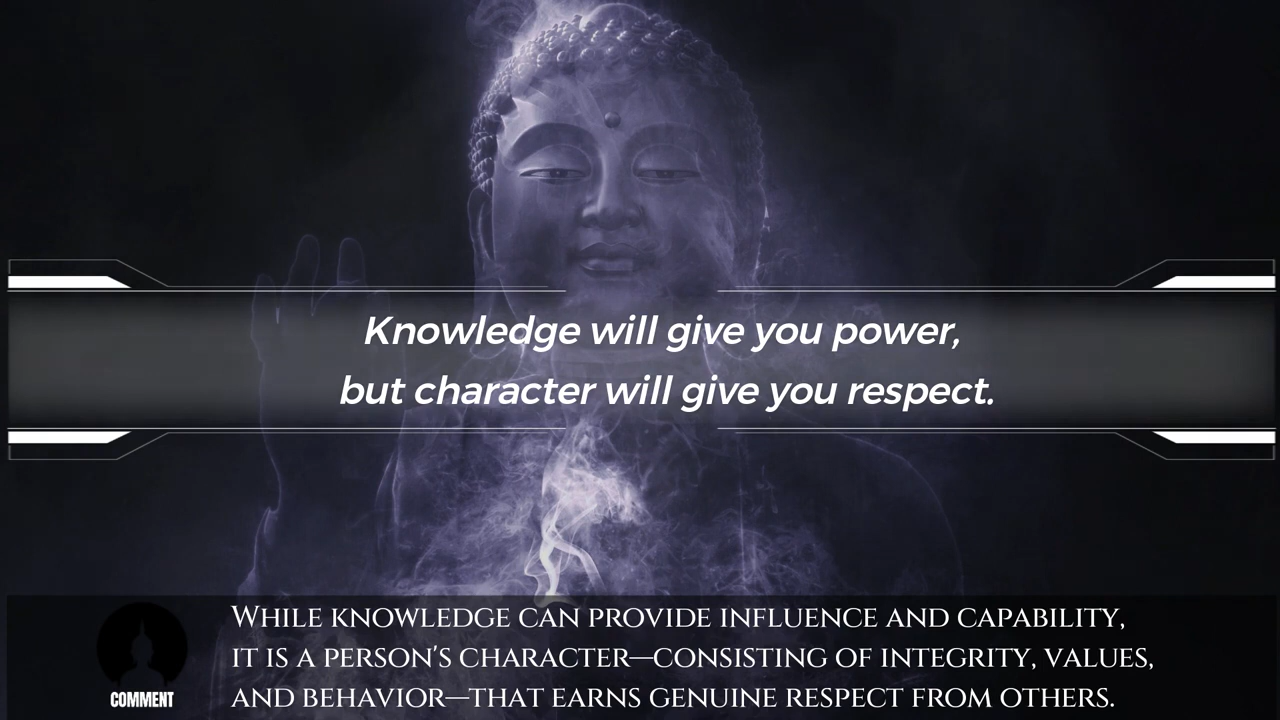 Knowledge will give you power,
but character will give you respect.
While knowledge can provide influence and capability,
it is a person's character—consisting of integrity, values,
and behavior—that earns genuine respect from others.
COMMENT